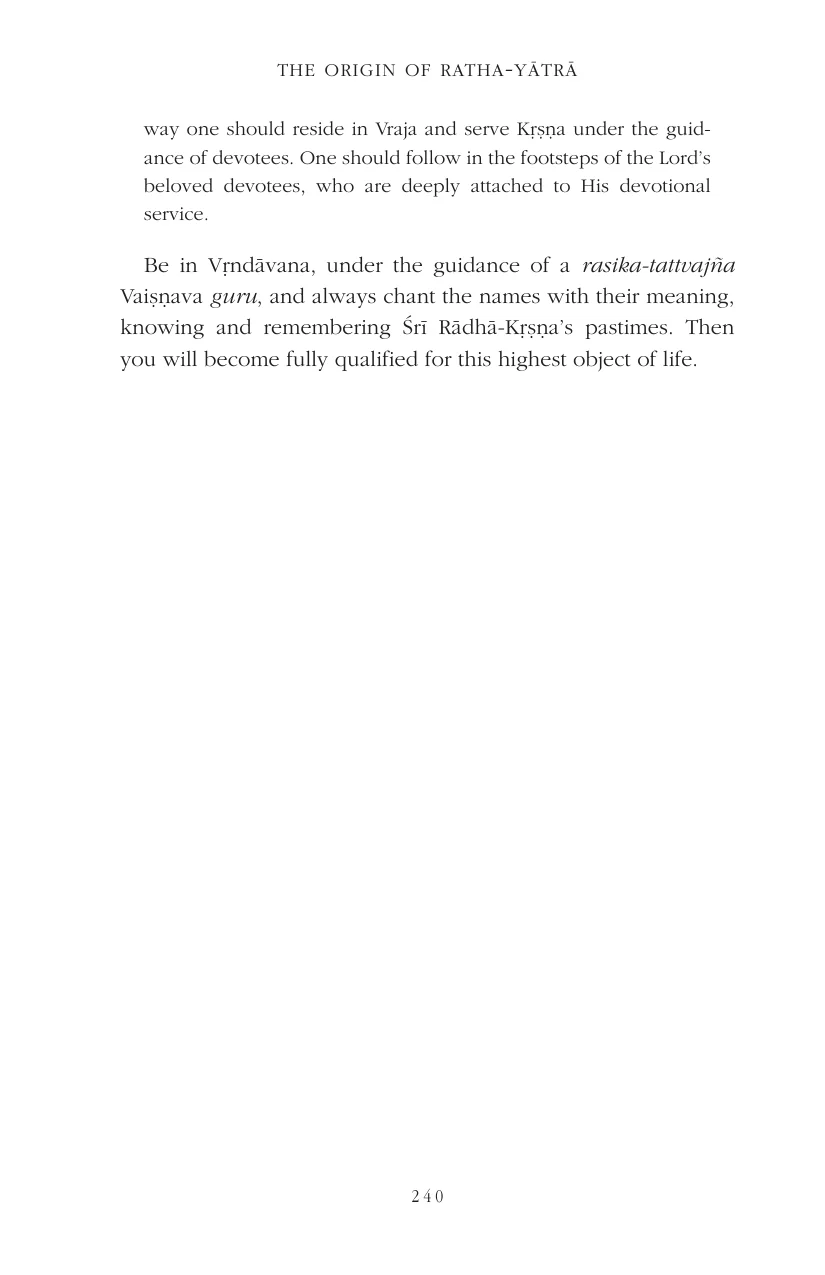 THE ORIGIN OF RATHA-YĀTRĀ
way one should reside in Vraja and serve Kṛṣṇa under the guid-
ance of devotees. One should follow in the footsteps of the Lord’s
beloved devotees, who are deeply attached to His devotional
service.
Be in Vṛndāvana, under the guidance of a rasika-tattvajña
Vaiṣṇava guru, and always chant the names with their meaning,
knowing and remembering Śrī Rādhā-Kṛṣṇa’s pastimes. Then
you will become fully qualified for this highest object of life.
240